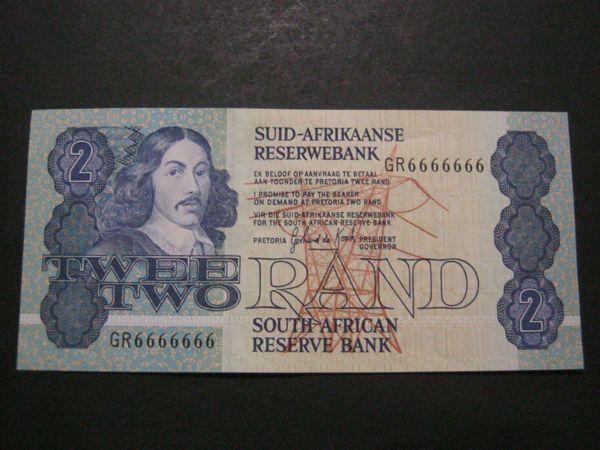 2
SUID-AFRIKAANSE
RESERWEBANK
GR6666666
EK BELOOF OP AANVRAAG TE BETAAL
AAN TOONDER TE PRETORIA TWEE RAND
I PROMISE TO PAY THE BEARER
ON DEMAND AT PRETORIA TWO RAND
VIR DIE SUID-AFRIKAANSE RESERWEBANK
FOR THE SOUTH AFRICAN RESERVE BANK
PRETORIA PRESIDENT
GOVERNOR
TWEE
TWO RAND
SOUTH AFRICAN
RESERVE BANK
2
GR6666666